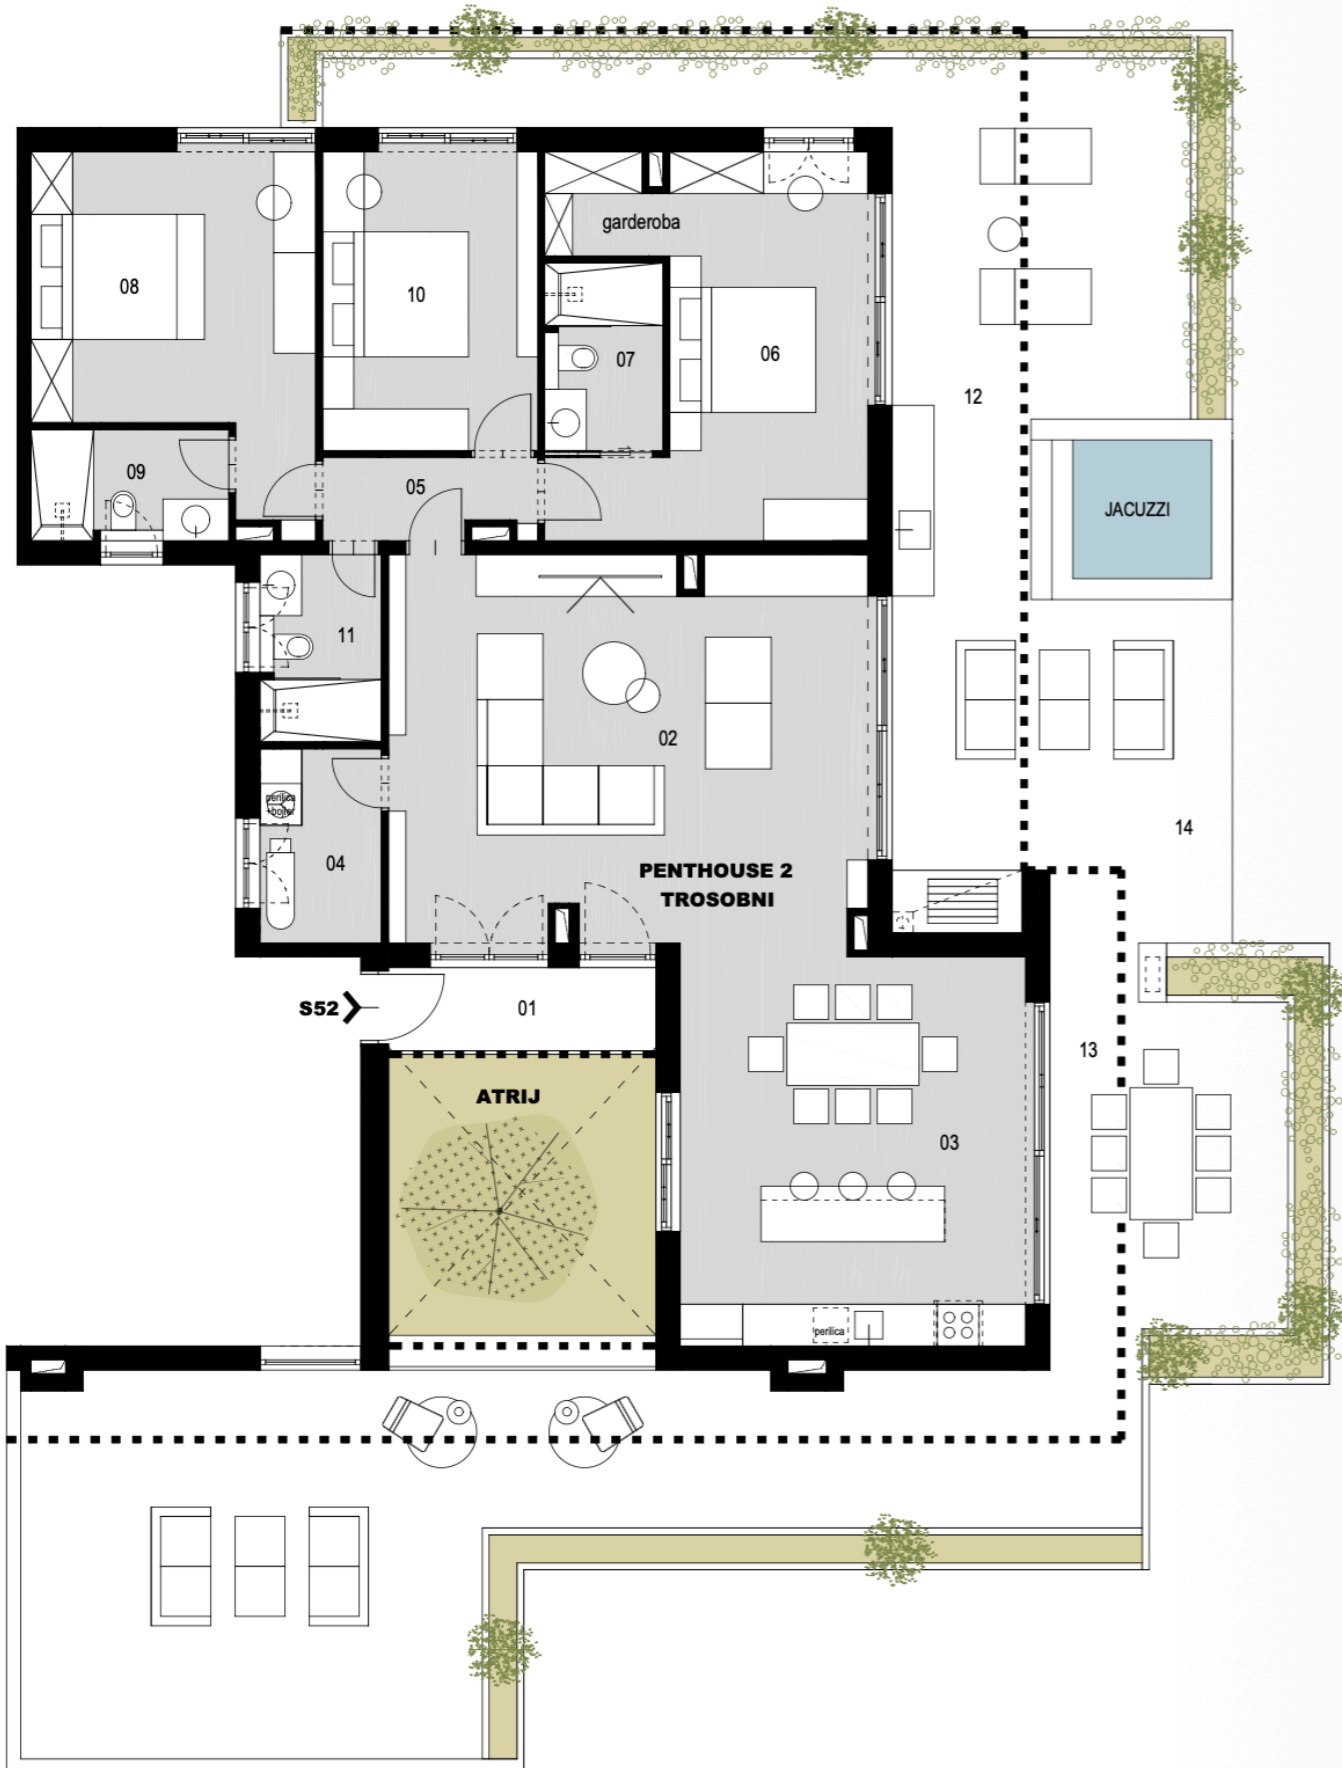 garderoba
08
10
07
06
12
09
05
JACUZZI
11
02
14
perilica
+bojler
04
PENTHOUSE 2
TROSOBNI
S52
01
13
ATRIJ
03
perilica